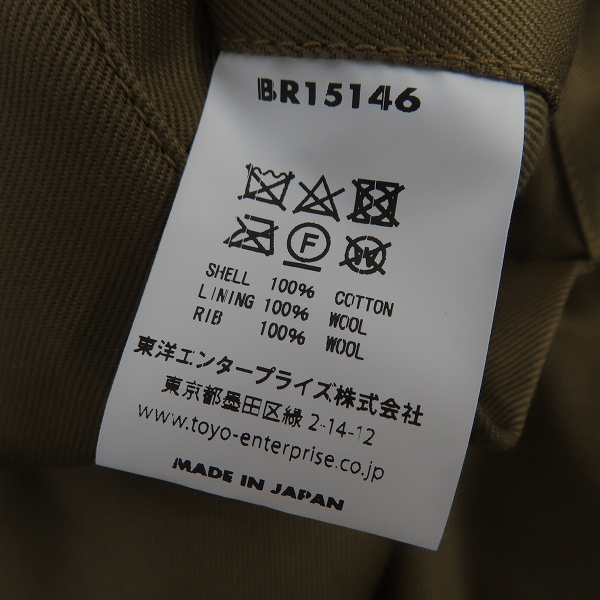 BR15146
F
W
SHELL 100% COTTON
LINING 100% WOOL
RIB 100% WOOL
東洋エンタープライズ株式会社
東京都墨田区緑 2-14-12
www.toyo-enterprise.co.jp
MADE IN JAPAN